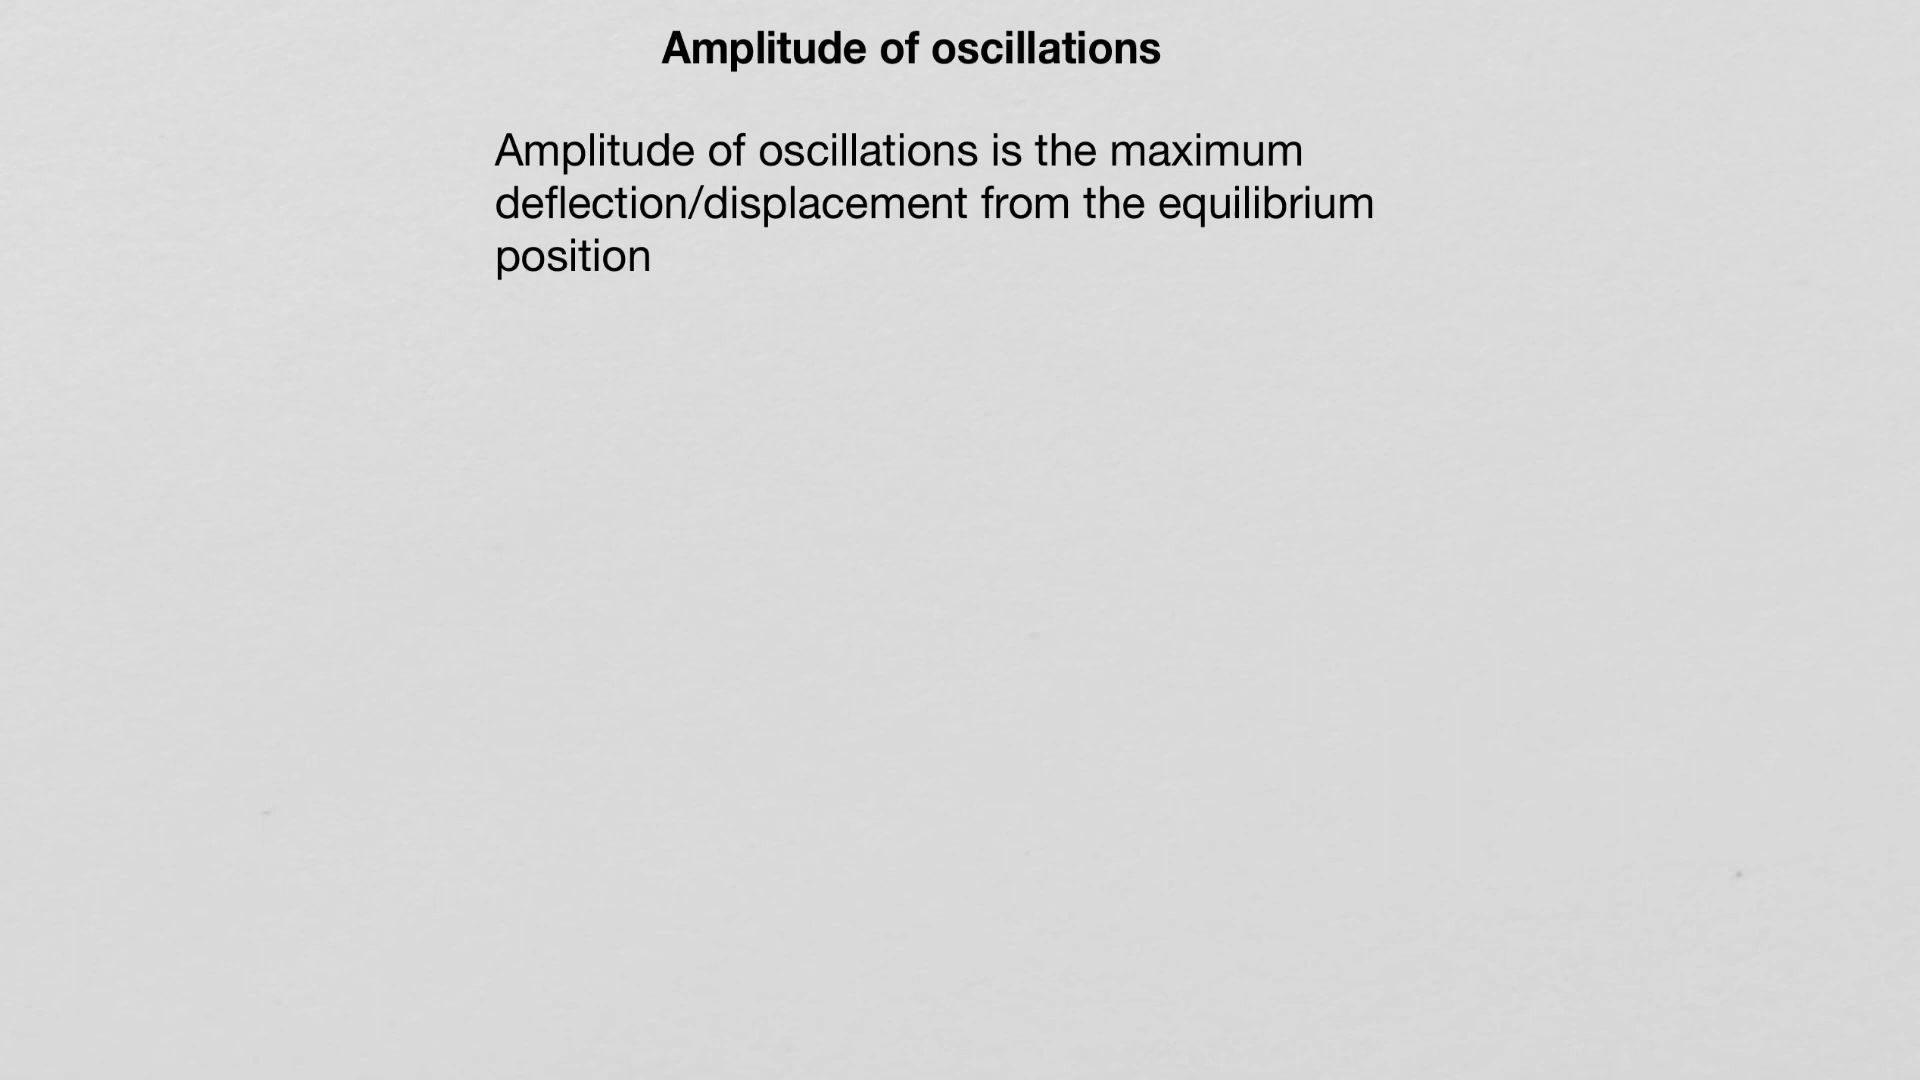 Amplitude of oscillations
Amplitude of oscillations is the maximum
deflection/displacement from the equilibrium
position